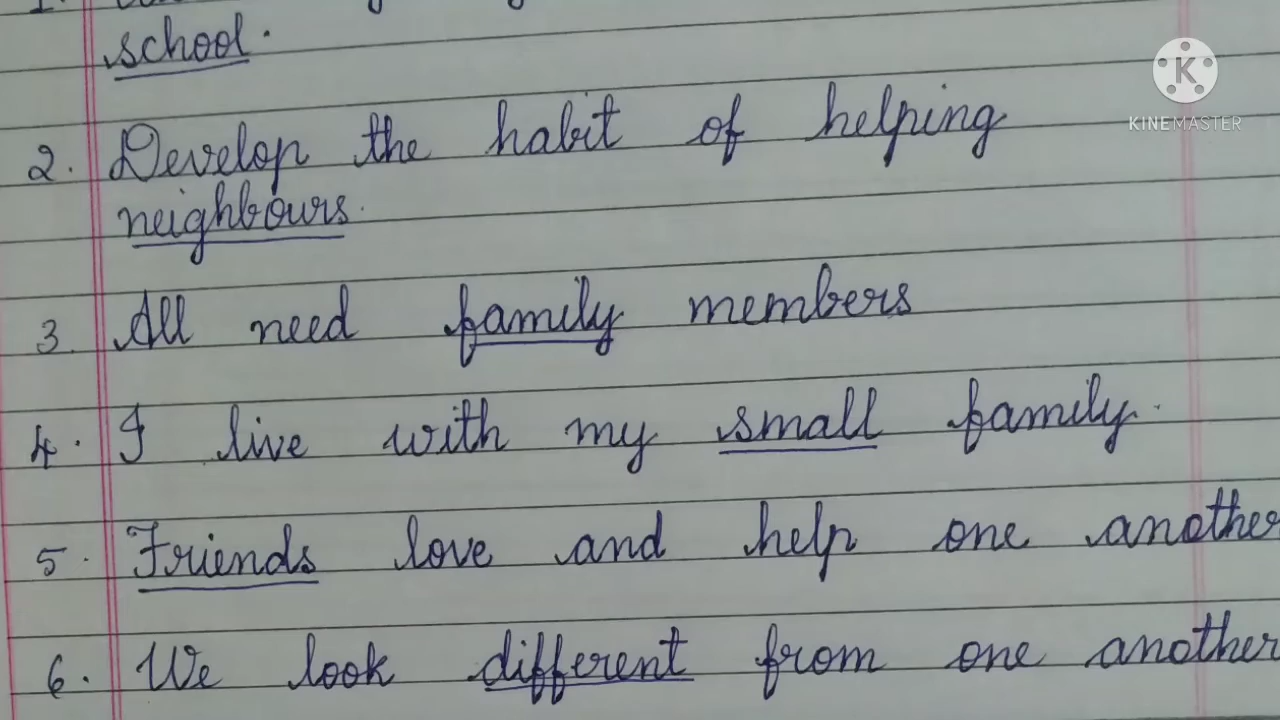 1.
school.
2. Develop the habit of helping
neighbours.
3. All need family members
4. I live with my small family.
5. Friends love and help one another
6. We look different from one another
K
KINEMASTER